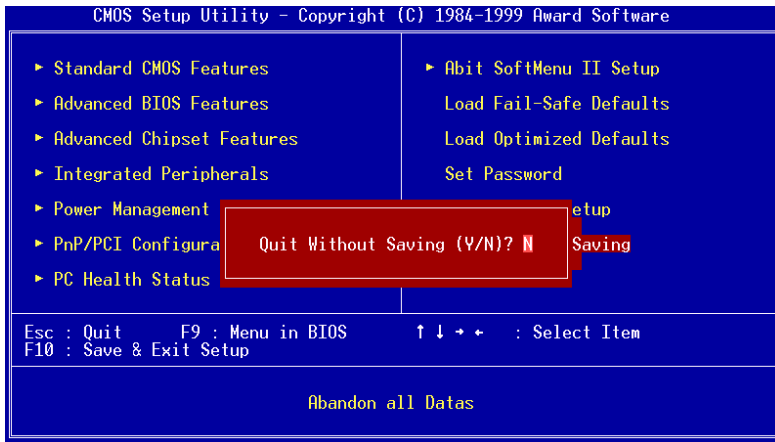 CMOS Setup Utility - Copyright (C) 1984-1999 Award Software
► Standard CMOS Features
► Advanced BIOS Features
► Advanced Chipset Features
► Integrated Peripherals
► Power Management
► PnP/PCI Configura
► PC Health Status
► Abit SoftMenu II Setup
Load Fail-Safe Defaults
Load Optimized Defaults
Set Password
etup
Saving
Quit Without Saving (Y/N)? N
Esc : Quit F9 : Menu in BIOS ↑ ↓ → ← : Select Item
F10 : Save & Exit Setup
Abandon all Datas